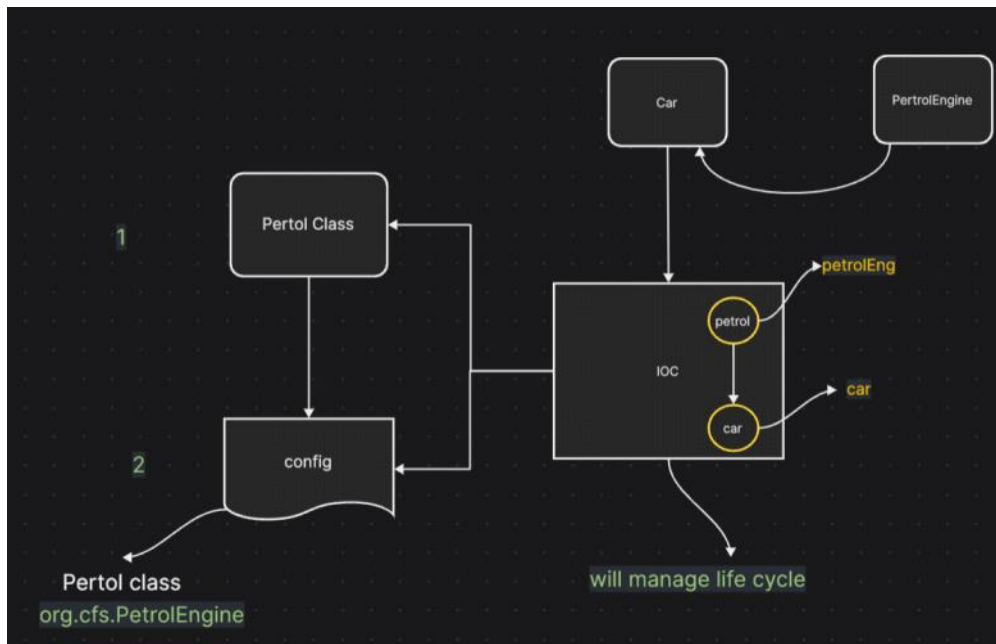 Car
PertrolEngine
Pertol Class
1
petrolEng
petrol
IOC
car
car
config
2
Pertol class
org.cfs.PetrolEngine
will manage life cycle